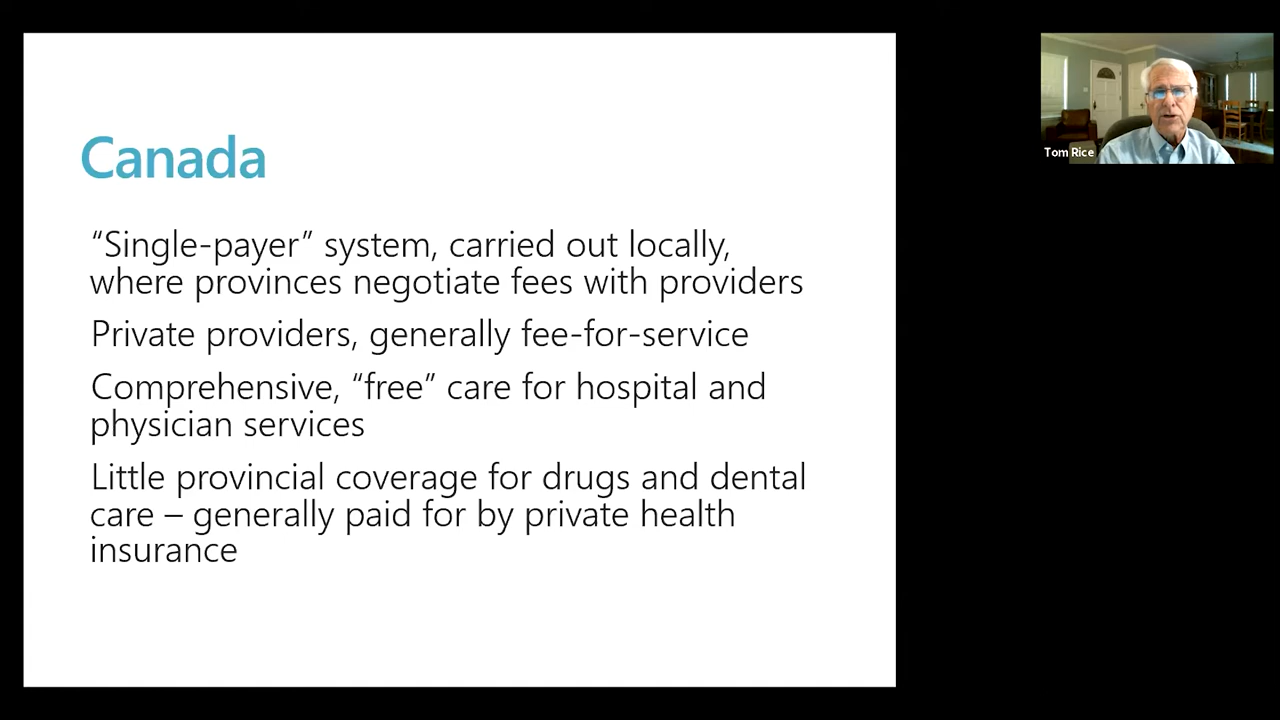 Canada
“Single-payer” system, carried out locally,
where provinces negotiate fees with providers
Private providers, generally fee-for-service
Comprehensive, “free” care for hospital and
physician services
Little provincial coverage for drugs and dental
care – generally paid for by private health
insurance
Tom Rice